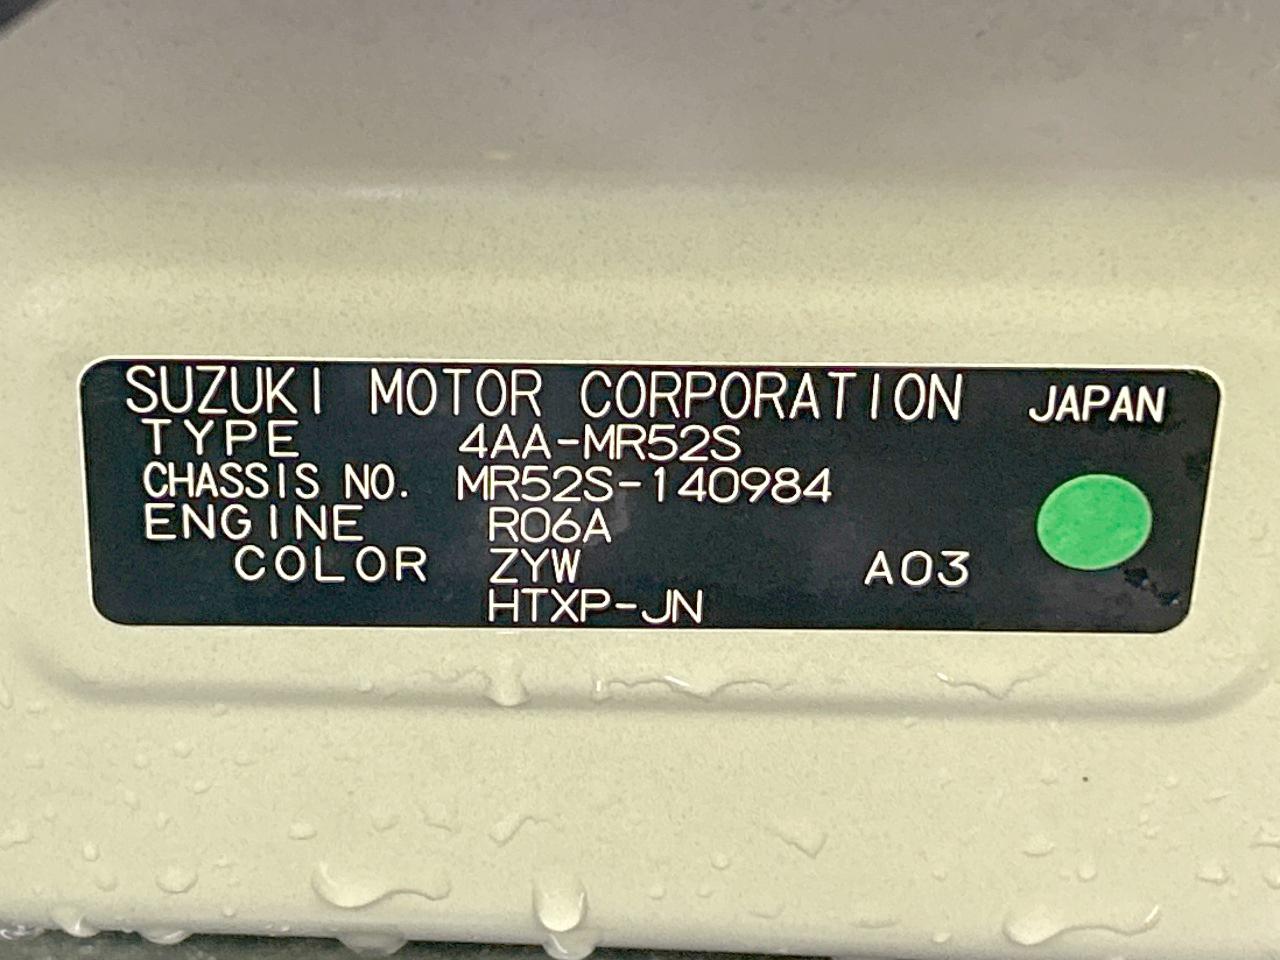 SUZUKI MOTOR CORPORATION JAPAN
TYPE 4AA-MR52S
CHASSIS NO. MR52S-140984
ENGINE R06A
COLOR ZYW A03
HTXP-JN